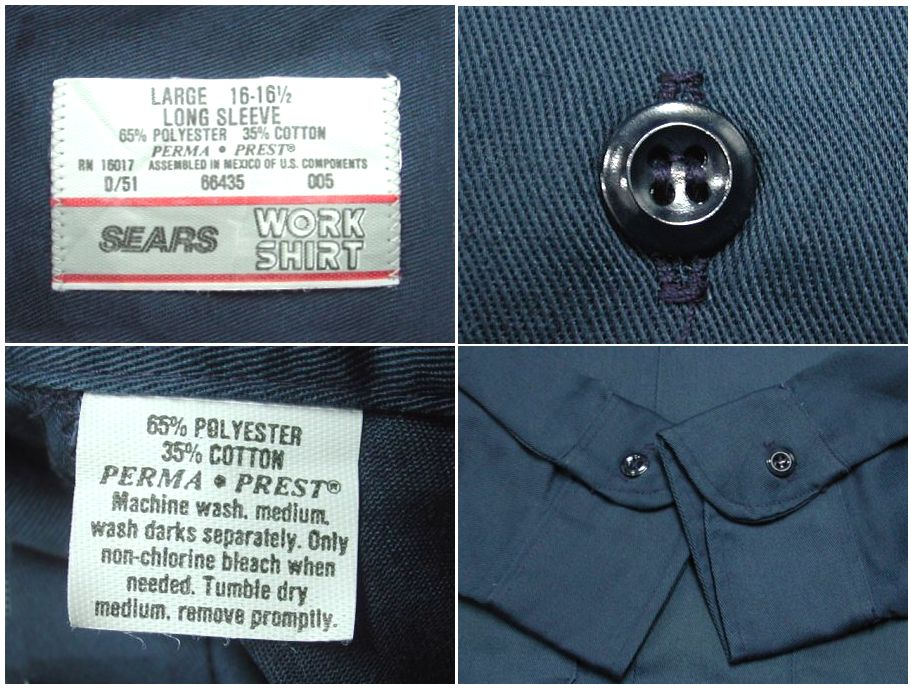 LARGE 16-16½
LONG SLEEVE
65% POLYESTER 35% COTTON
PERMA • PREST®
RN 16017 ASSEMBLED IN MEXICO OF U.S. COMPONENTS
D/51 66435 005
SEARS WORK
SHIRT
65% POLYESTER
35% COTTON
PERMA • PREST®
Machine wash, medium,
wash darks separately. Only
non-chlorine bleach when
needed. Tumble dry
medium, remove promptly.